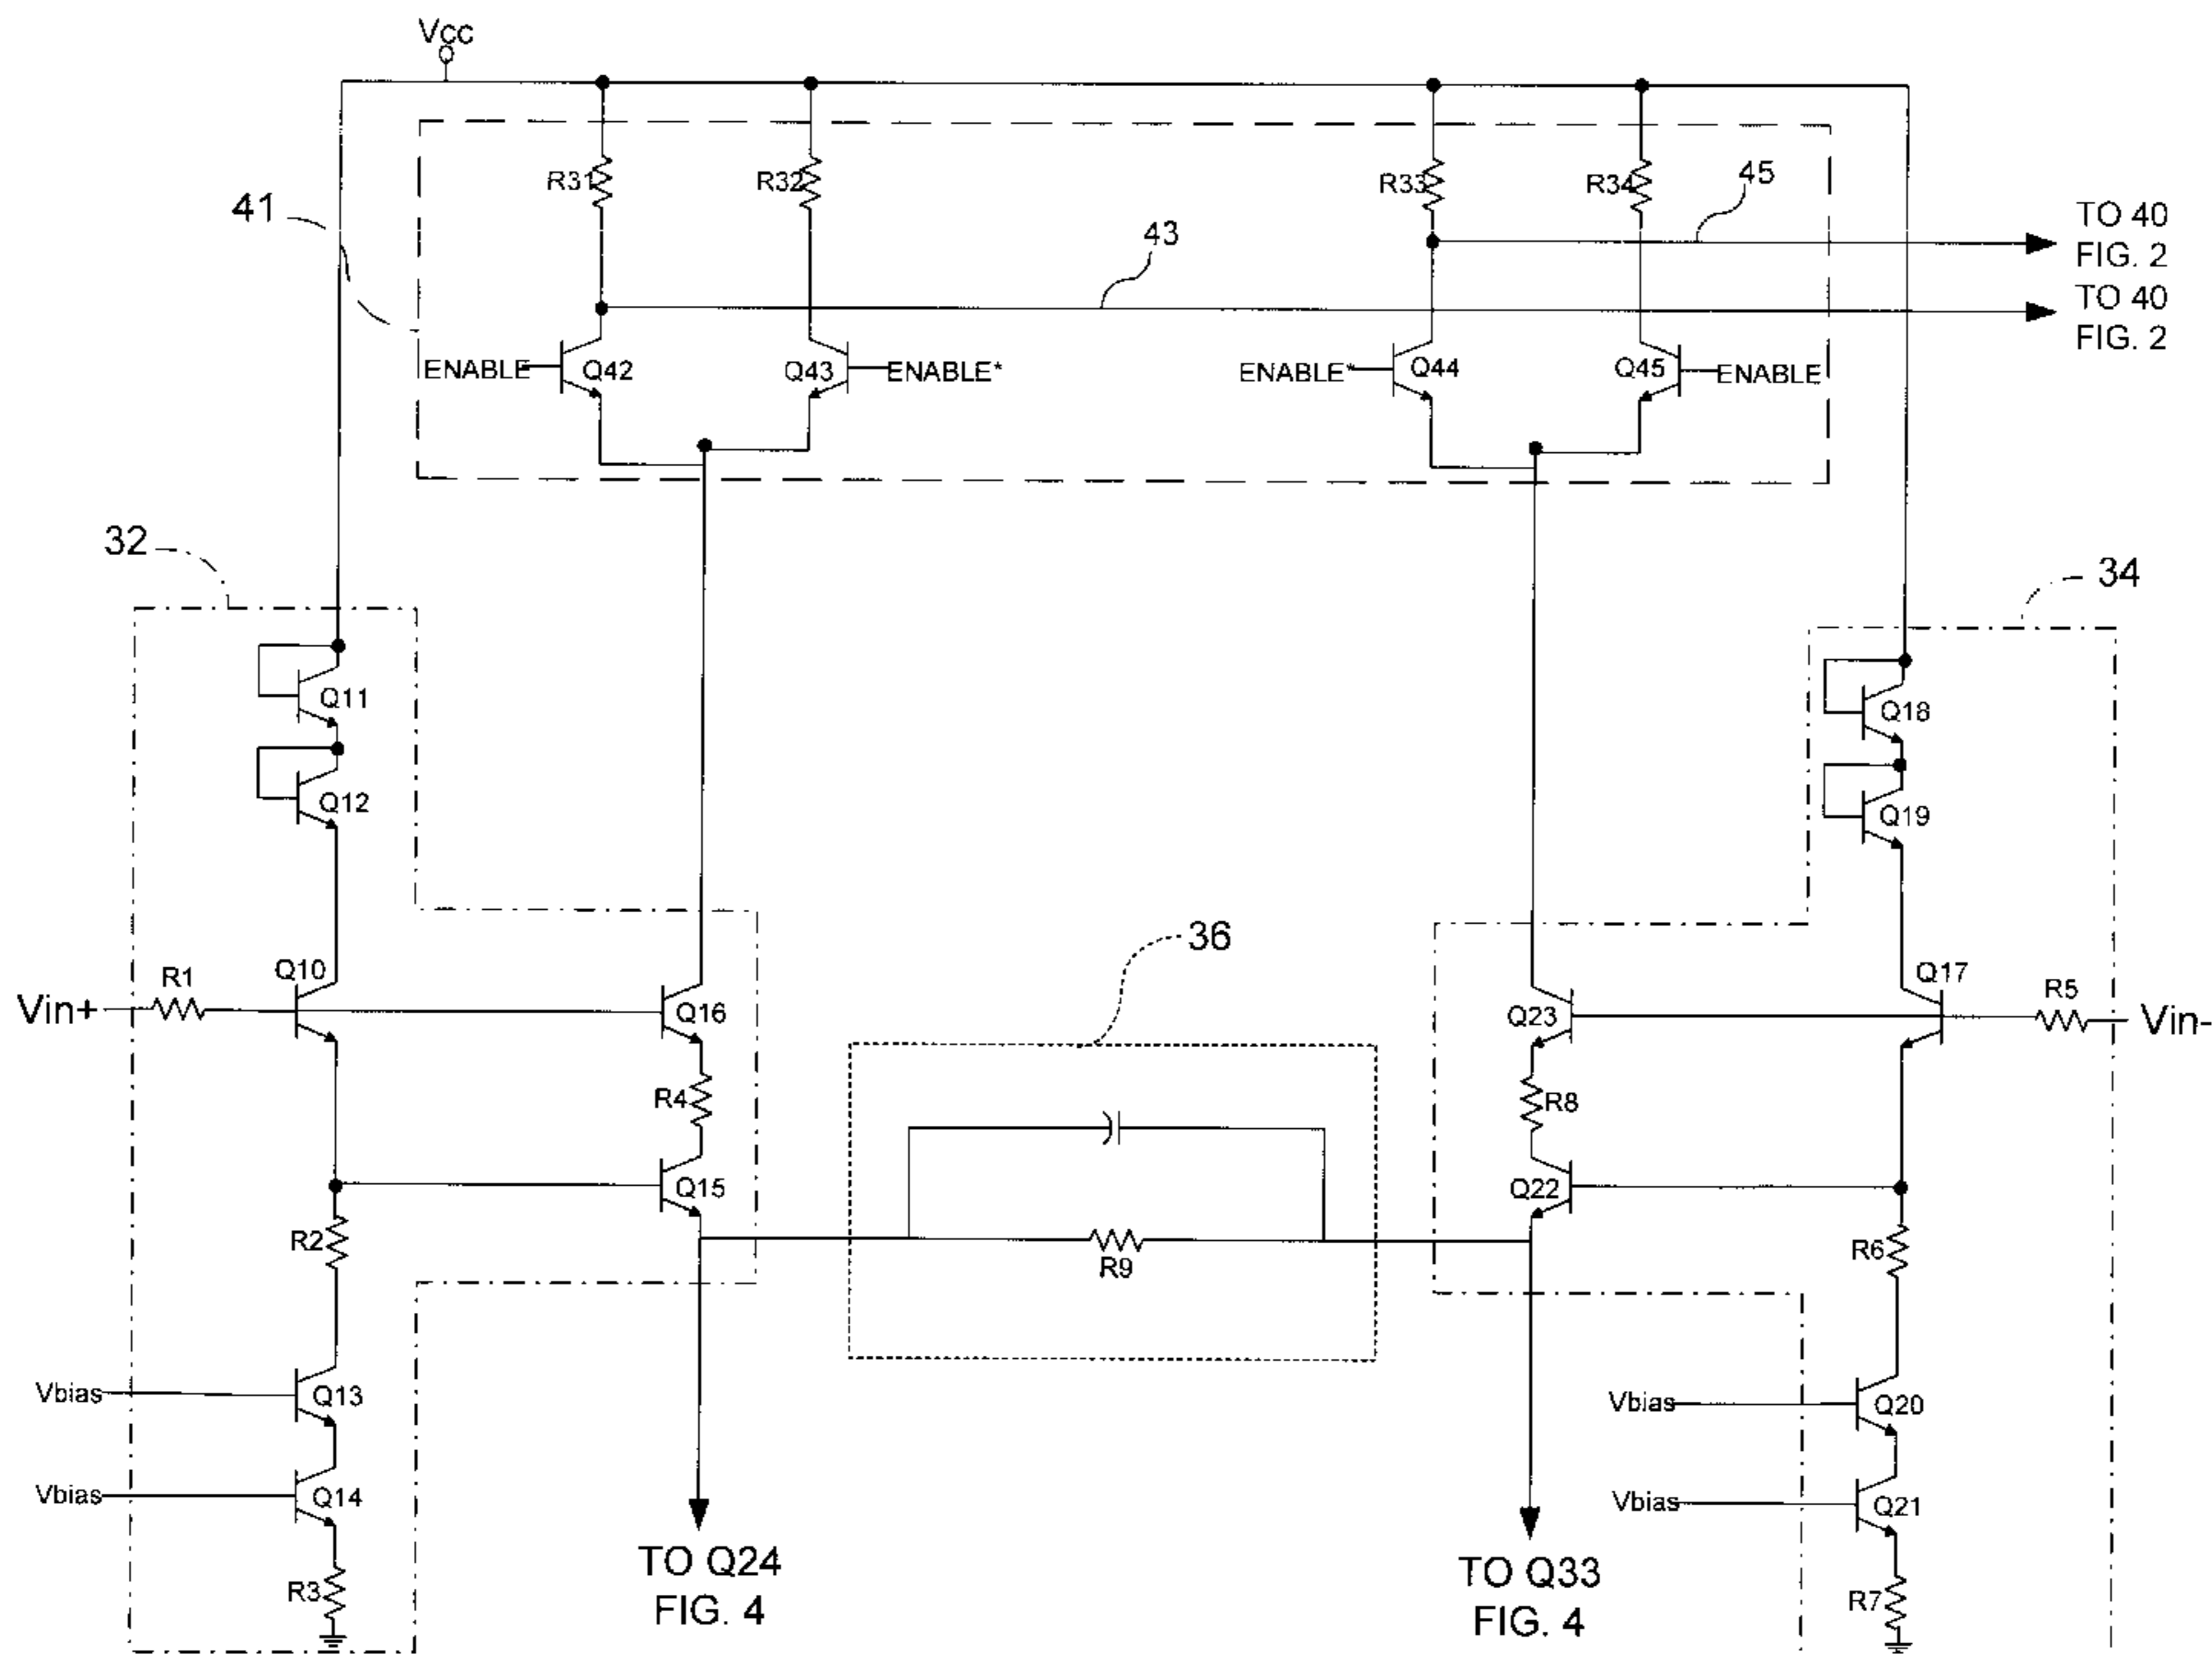 Vcc
R31
R32
R33
R34
45
TO 40
FIG. 2
41
43
TO 40
FIG. 2
ENABLE
Q42
Q43
ENABLE*
ENABLE*
Q44
Q45
ENABLE
32
34
Q11
Q18
Q12
Q19
36
Vin+
R1
Q10
Q16
Q23
Q17
R5
Vin-
R4
R8
Q15
Q22
R2
R9
R6
Vbias
Q13
Vbias
Q20
Vbias
Q14
Vbias
Q21
R3
TO Q24
FIG. 4
TO Q33
FIG. 4
R7